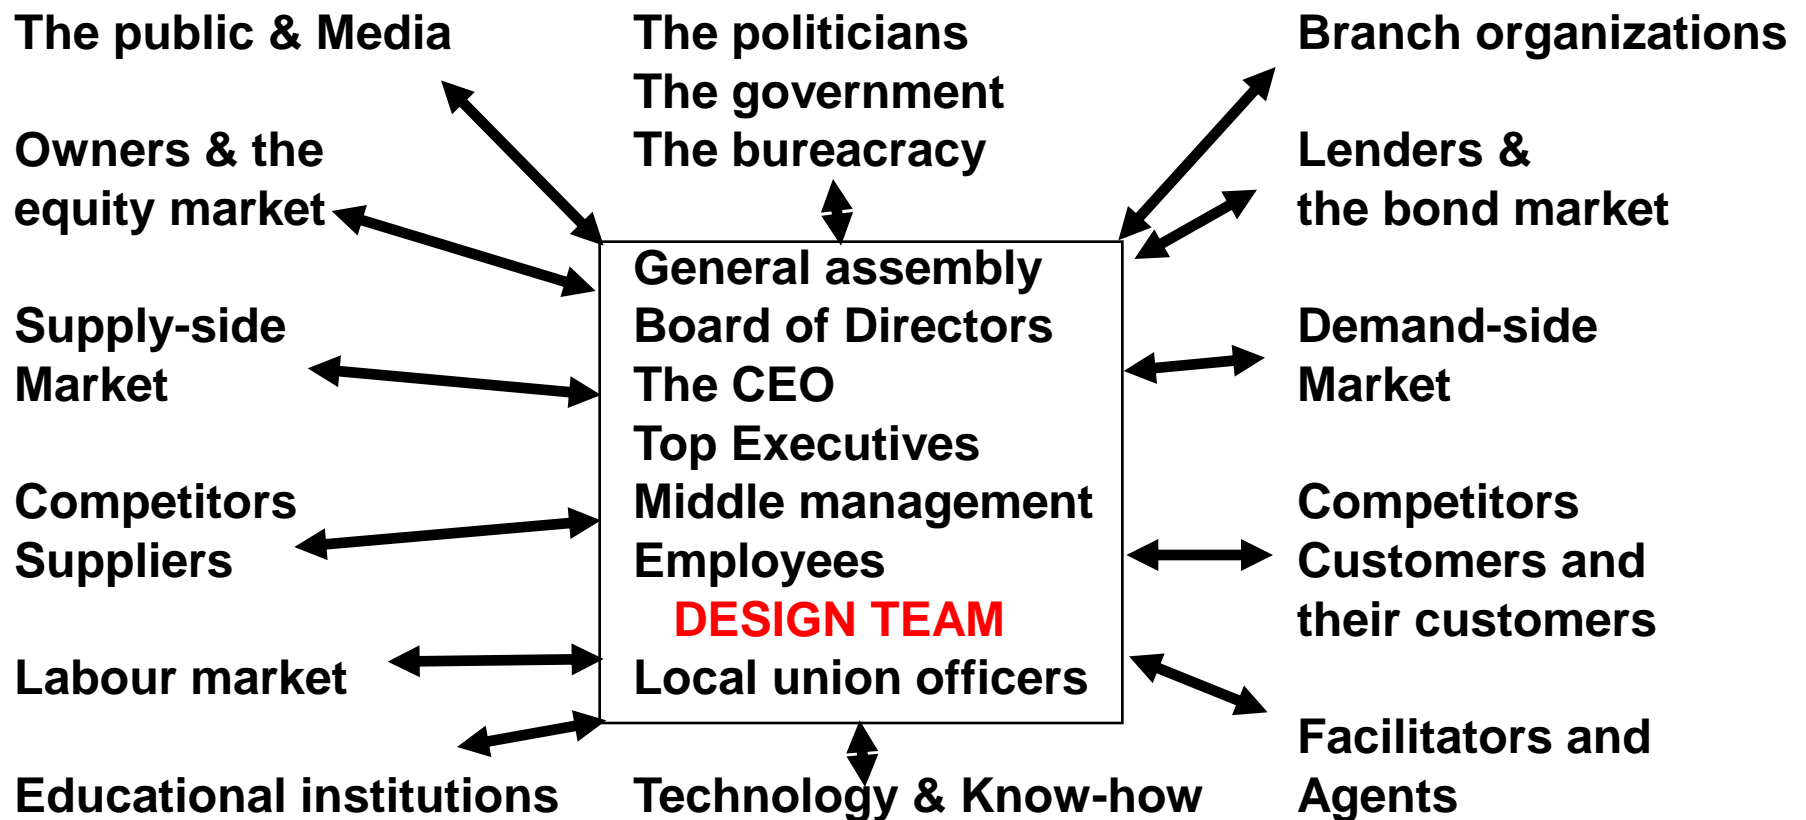 The public & Media
Owners & the
equity market
Supply-side
Market
Competitors
Suppliers
Labour market
Educational institutions
The politicians
The government
The bureacracy
General assembly
Board of Directors
The CEO
Top Executives
Middle management
Employees
DESIGN TEAM
Local union officers
Technology & Know-how
Branch organizations
Lenders &
the bond market
Demand-side
Market
Competitors
Customers and
their customers
Facilitators and
Agents